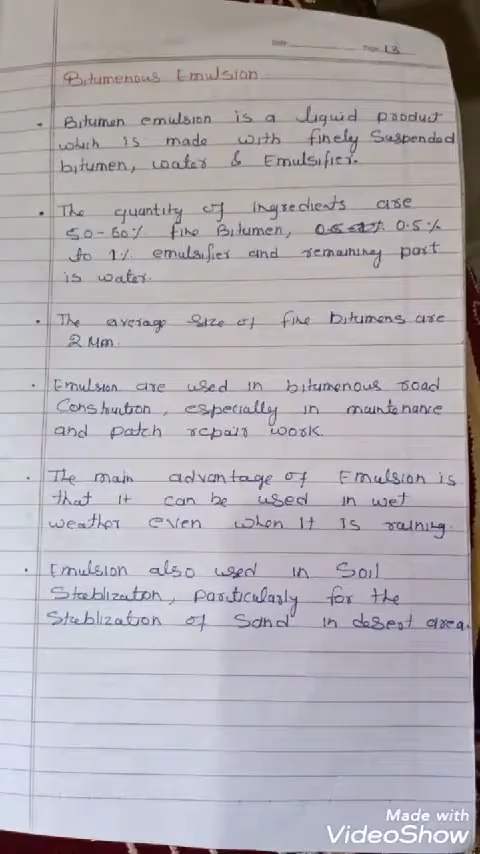 Date Page 13
Bitumenous Emulsion
• Bitumen emulsion is a liquid product
which is made with finely Suspended
bitumen, water & Emulsifier.
• The quantity of ingredients are
50-60% fine Bitumen, 0.5% 
to 1% emulsifier and remaining part
is water.
• The average size of fine bitumens are
2 μm.
• Emulsion are used in bitumenous road
Constrution, especially in maintenance
and patch repair work.
• The main advantage of Emulsion is
that it can be used in wet
weather even when it is raining.
• Emulsion also used in Soil
Stablization, particularly for the
Stablization of Sand in desert area.
Made with
VideoShow